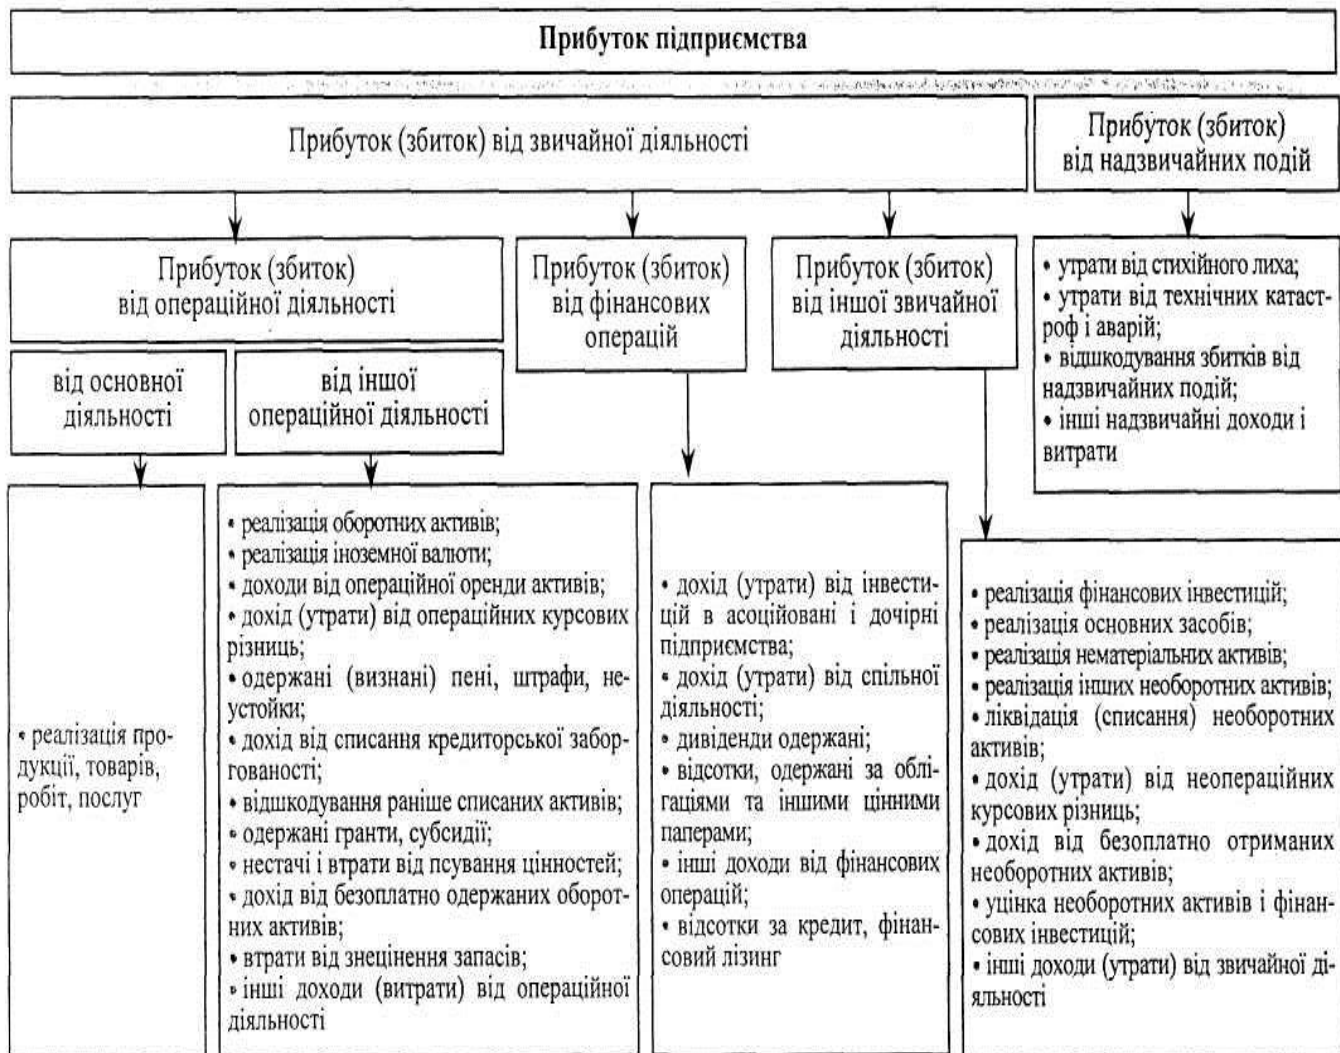 Прибуток підприємства
Прибуток (збиток) від звичайної діяльності
Прибуток (збиток)
від надзвичайних подій
Прибуток (збиток)
від операційної діяльності
Прибуток (збиток)
від фінансових
операцій
Прибуток (збиток)
від іншої звичайної
діяльності
• утрати від стихійного лиха;
• утрати від технічних катаст-
роф і аварій;
• відшкодування збитків від
надзвичайних подій;
• інші надзвичайні доходи і
витрати
від основної
діяльності
від іншої
операційної діяльності
• реалізація про-
дукції, товарів,
робіт, послуг
• реалізація оборотних активів;
• реалізація іноземної валюти;
• доходи від операційної оренди активів;
• дохід (утрати) від операційних курсових
різниць;
• одержані (визнані) пені, штрафи, не-
устойки;
• дохід від списання кредиторської забор-
гованості;
• відшкодування раніше списаних активів;
• одержані гранти, субсидії;
• нестачі і втрати від псування цінностей;
• дохід від безоплатно одержаних оборот-
них активів;
• втрати від знецінення запасів;
• інші доходи (витрати) від операційної
діяльності
• дохід (утрати) від інвести-
цій в асоційовані і дочірні
підприємства;
• дохід (утрати) від спільної
діяльності;
• дивіденди одержані;
• відсотки, одержані за облі-
гаціями та іншими цінними
паперами;
• інші доходи від фінансових
операцій;
• відсотки за кредит, фінан-
совий лізинг
• реалізація фінансових інвестицій;
• реалізація основних засобів;
• реалізація нематеріальних активів;
• реалізація інших необоротних активів;
• ліквідація (списання) необоротних
активів;
• дохід (утрати) від неопераційних
курсових різниць;
• дохід від безоплатно отриманих
необоротних активів;
• уцінка необоротних активів і фінан-
сових інвестицій;
• інші доходи (утрати) від звичайної ді-
яльності